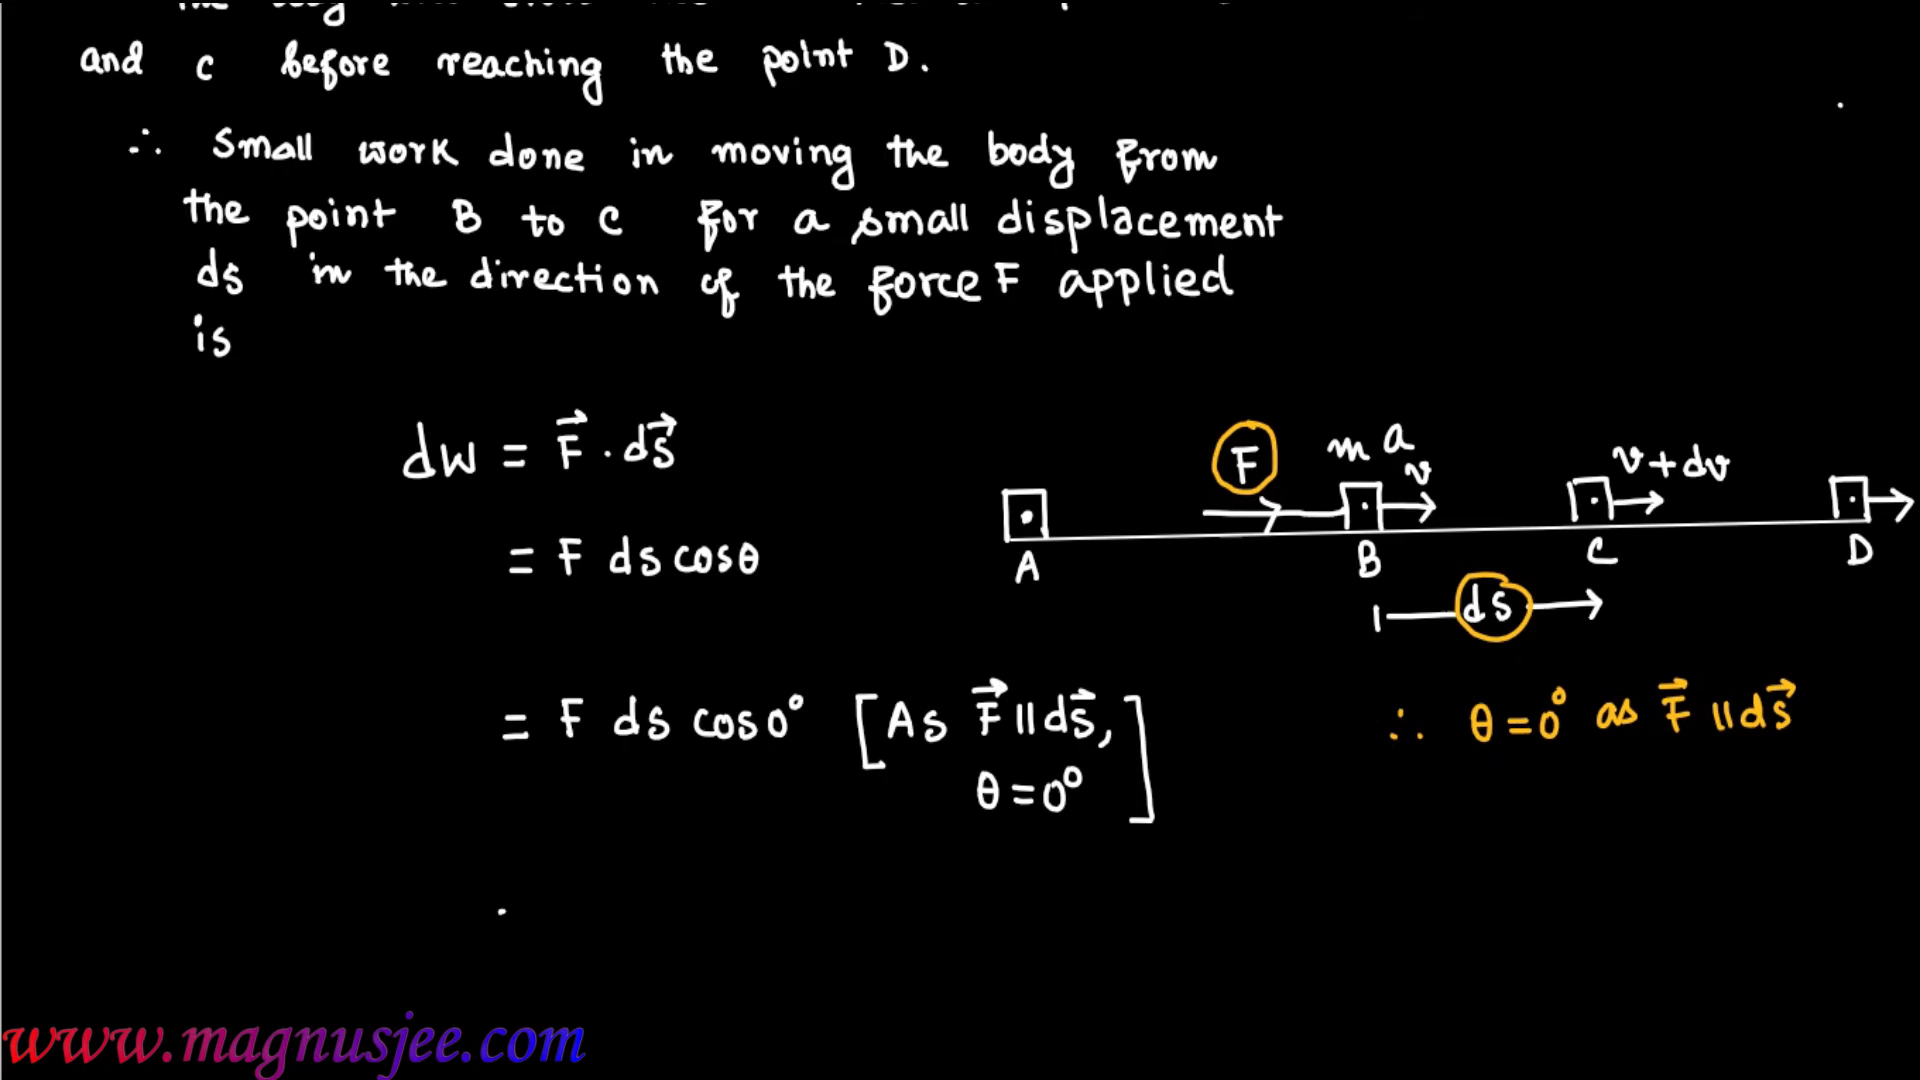 and c before reaching the point D.
∴ Small work done in moving the body from
the point B to C for a small displacement
ds in the direction of the force F applied
is
dw = F⃗ · ds⃗
= F ds cosθ
= F ds cos0° [As F⃗ || ds⃗,
θ = 0°]
F m a v v+dv
A B C D
ds
∴ θ = 0° as F⃗ || ds⃗
www.magnusjee.com